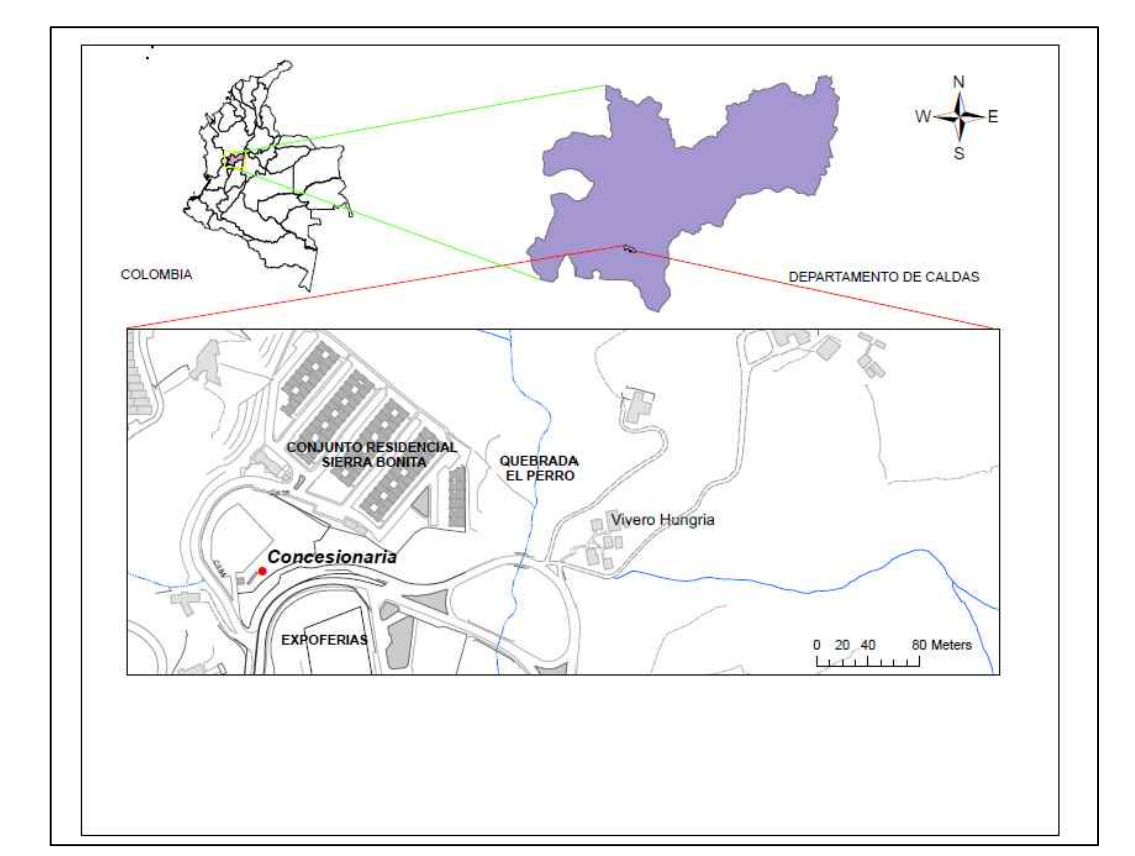 N
W E
S
COLOMBIA
DEPARTAMENTO DE CALDAS
CONJUNTO RESIDENCIAL
SIERRA BONITA
QUEBRADA
EL PERRO
Vivero Hungria
Concesionaria
EXPOFERIAS
0 20 40 80 Meters